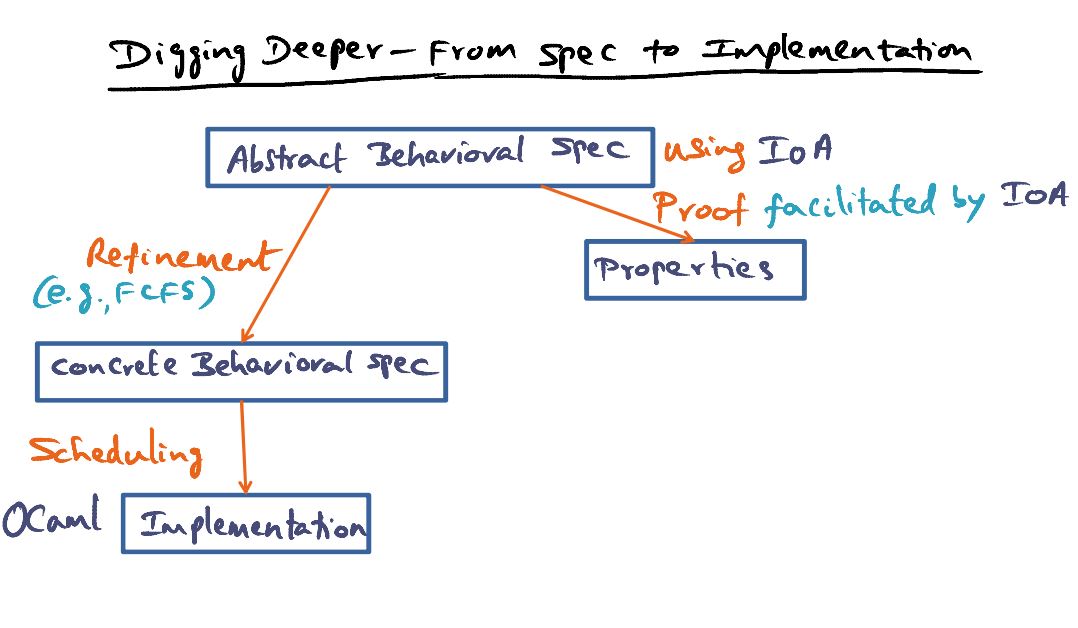 Digging Deeper - From spec to Implementation
Abstract Behavioral spec using IoA
Proof facilitated by IoA
Refinement
(e.g., FCFS)
Properties
Concrete Behavioral spec
Scheduling
OCaml Implementation